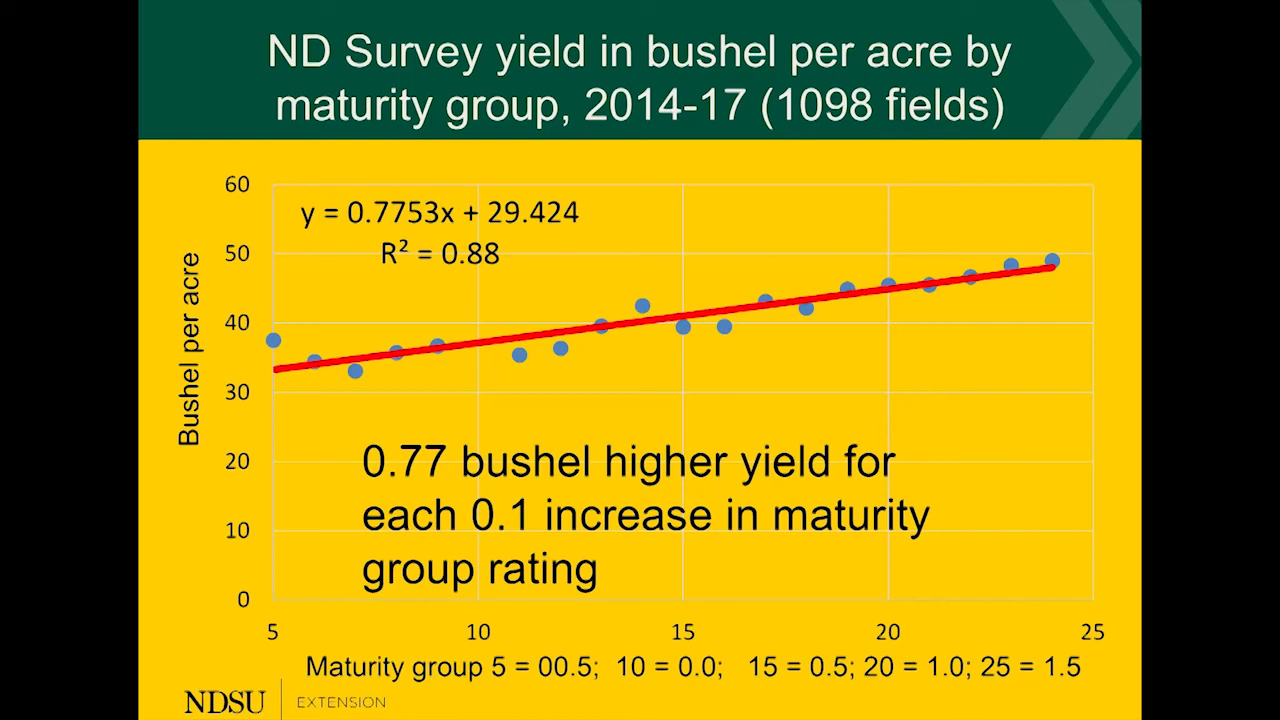 ND Survey yield in bushel per acre by
maturity group, 2014-17 (1098 fields)
60
y = 0.7753x + 29.424
R² = 0.88
50
Bushel per acre
40
30
20
10
0
0.77 bushel higher yield for
each 0.1 increase in maturity
group rating
5 10 15 20 25
Maturity group 5 = 00.5; 10 = 0.0; 15 = 0.5; 20 = 1.0; 25 = 1.5
NDSU EXTENSION